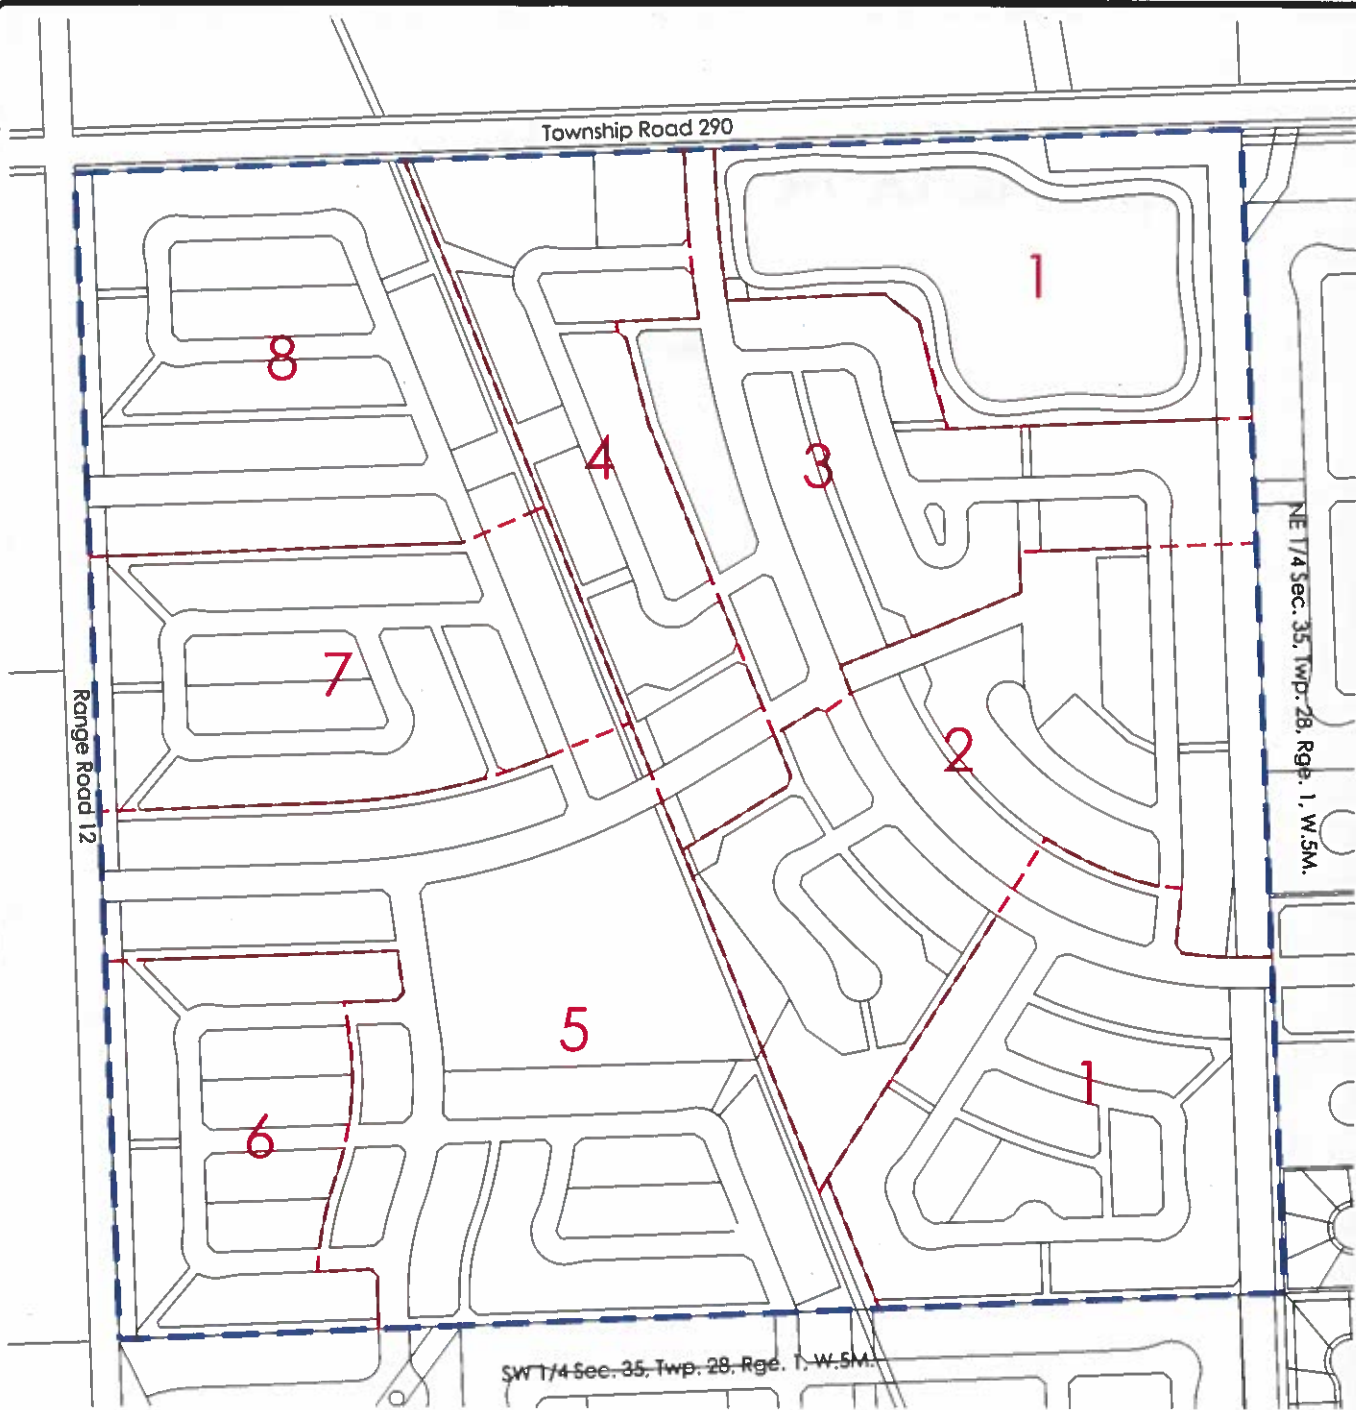 Township Road 290
1
8
4
3
NE 1/4 Sec. 35, Twp. 28, Rge. 1, W.5M.
7
Range Road 12
2
5
1
6
SW 1/4 Sec. 35, Twp. 28, Rge. 1, W.5M.